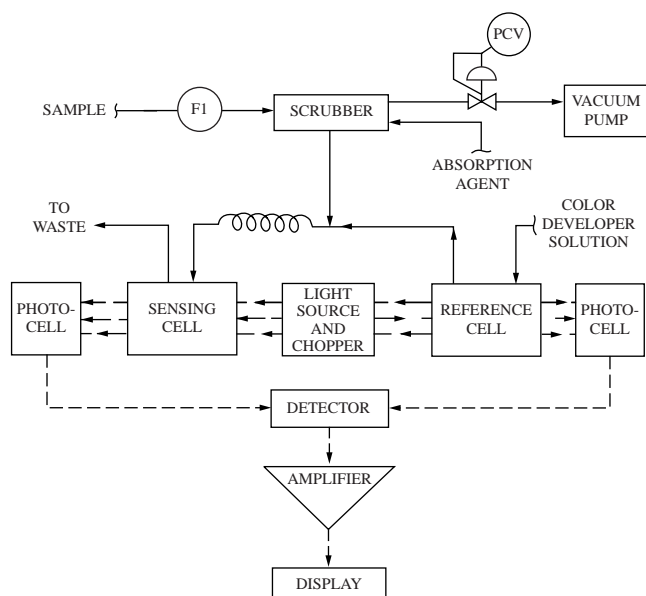 PCV
SAMPLE
F1
SCRUBBER
VACUUM
PUMP
ABSORPTION
AGENT
TO
WASTE
COLOR
DEVELOPER
SOLUTION
PHOTO-
CELL
SENSING
CELL
LIGHT
SOURCE
AND
CHOPPER
REFERENCE
CELL
PHOTO-
CELL
DETECTOR
AMPLIFIER
DISPLAY